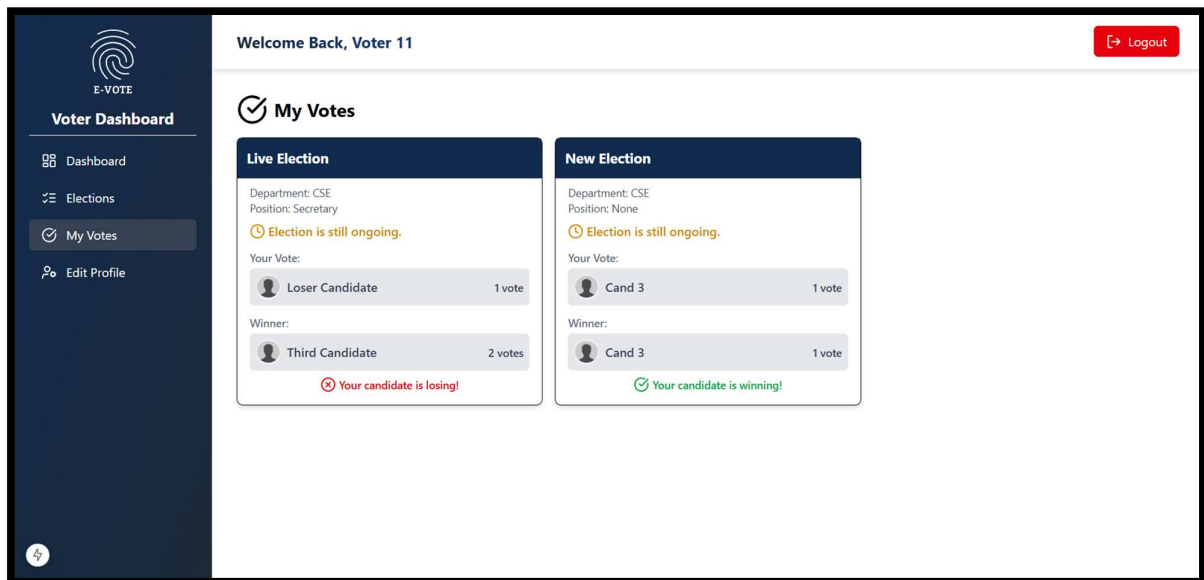 E-VOTE
Voter Dashboard
Dashboard
Elections
My Votes
Edit Profile
Welcome Back, Voter 11
Logout
My Votes
Live Election
Department: CSE
Position: Secretary
Election is still ongoing.
Your Vote:
Loser Candidate 1 vote
Winner:
Third Candidate 2 votes
Your candidate is losing!
New Election
Department: CSE
Position: None
Election is still ongoing.
Your Vote:
Cand 3 1 vote
Winner:
Cand 3 1 vote
Your candidate is winning!